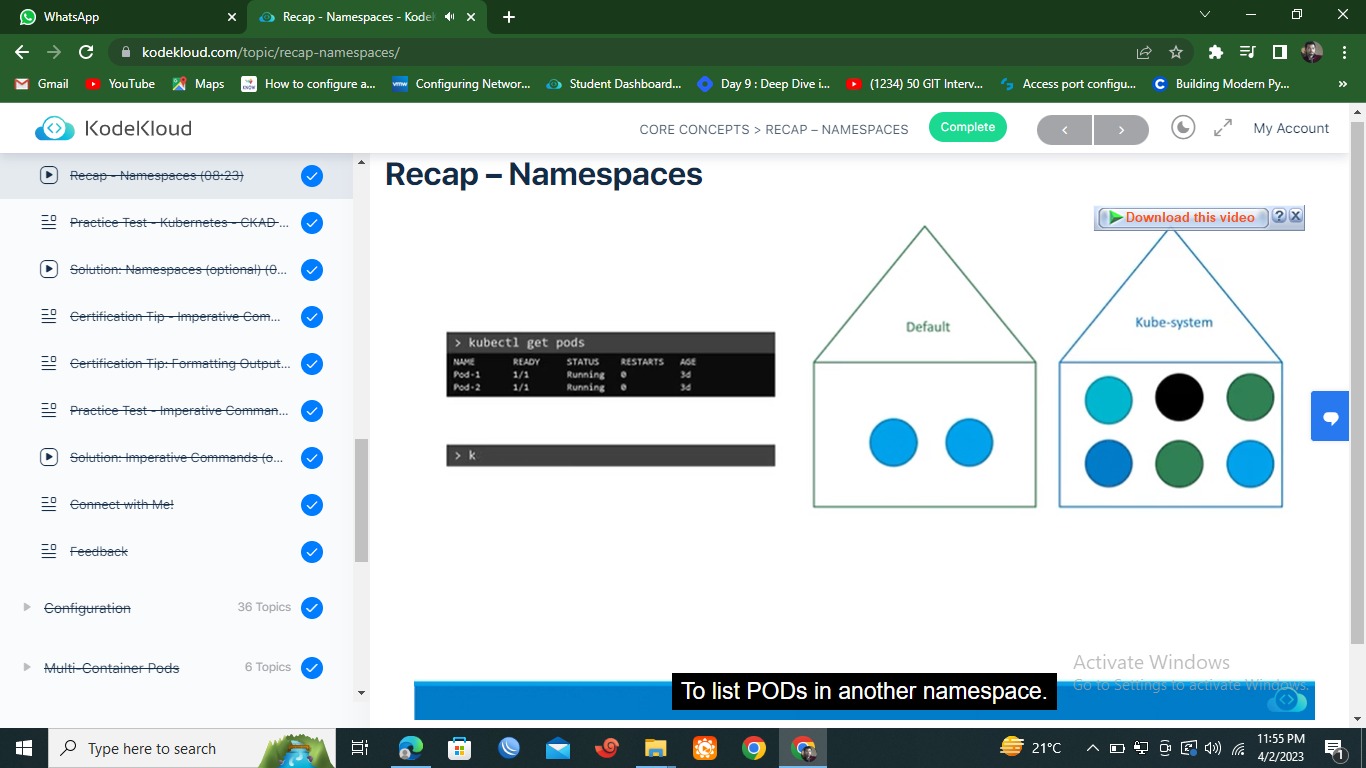 WhatsApp
Recap - Namespaces - Kodekl
kodekloud.com/topic/recap-namespaces/
Gmail
YouTube
Maps
How to configure a...
Configuring Networ...
Student Dashboard...
Day 9 : Deep Dive i...
(1234) 50 GIT Interv...
Access port configu...
Building Modern Py...
»
KodeKloud
CORE CONCEPTS > RECAP – NAMESPACES
Complete
My Account
Recap - Namespaces (08:23)
Practice Test - Kubernetes - CKAD ...
Solution: Namespaces (optional) (0...
Certification Tip - Imperative Com...
Certification Tip: Formatting Output...
Practice Test - Imperative Comman...
Solution: Imperative Commands (o...
Connect with Me!
Feedback
Configuration 36 Topics
Multi-Container Pods 6 Topics
Recap – Namespaces
Download this video
? X
> kubectl get pods
NAME READY STATUS RESTARTS AGE
Pod-1 1/1 Running 0 3d
Pod-2 1/1 Running 0 3d
> k
Default
Kube-system
To list PODs in another namespace.
Activate Windows
Go to Settings to activate Windows.
Type here to search
21°C
11:55 PM
4/2/2023
1